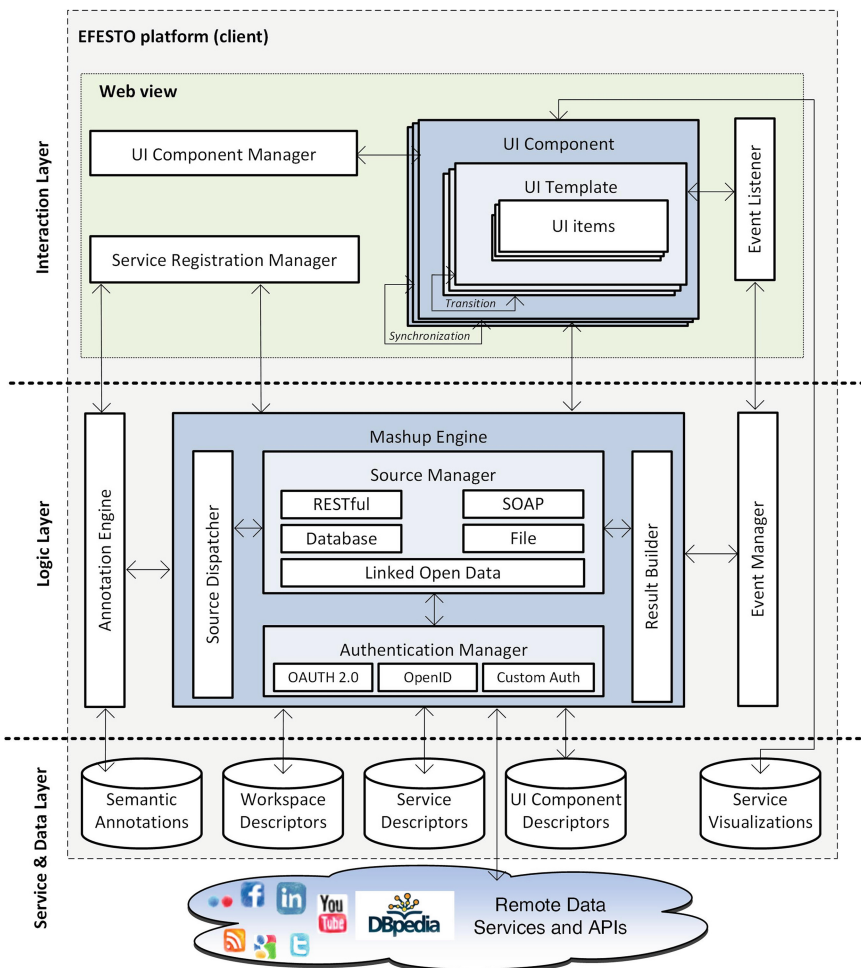 EFESTO platform (client)
Web view
Interaction Layer
UI Component Manager
UI Component
UI Template
UI items
Event Listener
Service Registration Manager
Transition
Synchronization
Logic Layer
Annotation Engine
Mashup Engine
Source Dispatcher
Source Manager
RESTful
SOAP
Database
File
Linked Open Data
Authentication Manager
OAUTH 2.0
OpenID
Custom Auth
Result Builder
Event Manager
Service & Data Layer
Semantic
Annotations
Workspace
Descriptors
Service
Descriptors
UI Component
Descriptors
Service
Visualizations
f
in
You
Tube
DBpedia
g
t
Remote Data
Services and APIs